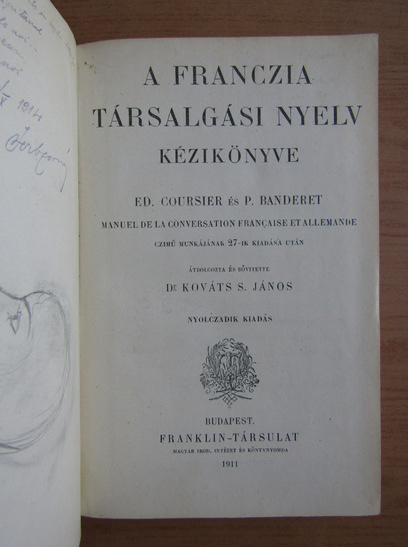 1914
A FRANCZIA
TÁRSALGÁSI NYELV
KÉZIKÖNYVE
ED. COURSIER ÉS P. BANDERET
MANUEL DE LA CONVERSATION FRANÇAISE ET ALLEMANDE
CZIMŰ MUNKÁJÁNAK 27-IK KIADÁSA UTÁN
ÁTDOLGOZTA ÉS BŐVITETTE
DR KOVÁTS S. JÁNOS
NYOLCZADIK KIADÁS
BUDAPEST.
FRANKLIN-TÁRSULAT
MAGYAR IROD. INTÉZET ÉS KÖNYVNYOMDA
1911